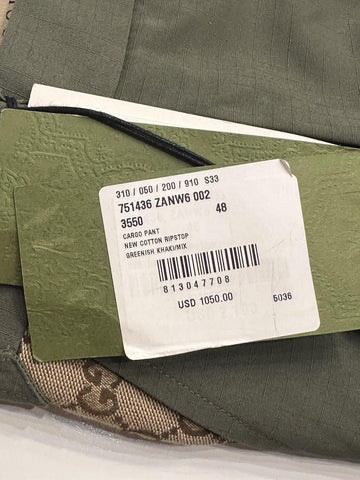 310 / 050 / 200 / 910 S33
751436 ZANW6 002
3550 48
CARGO PANT
NEW COTTON RIPSTOP
GREENISH KHAKI/MIX
813047708
USD 1050.00 5036